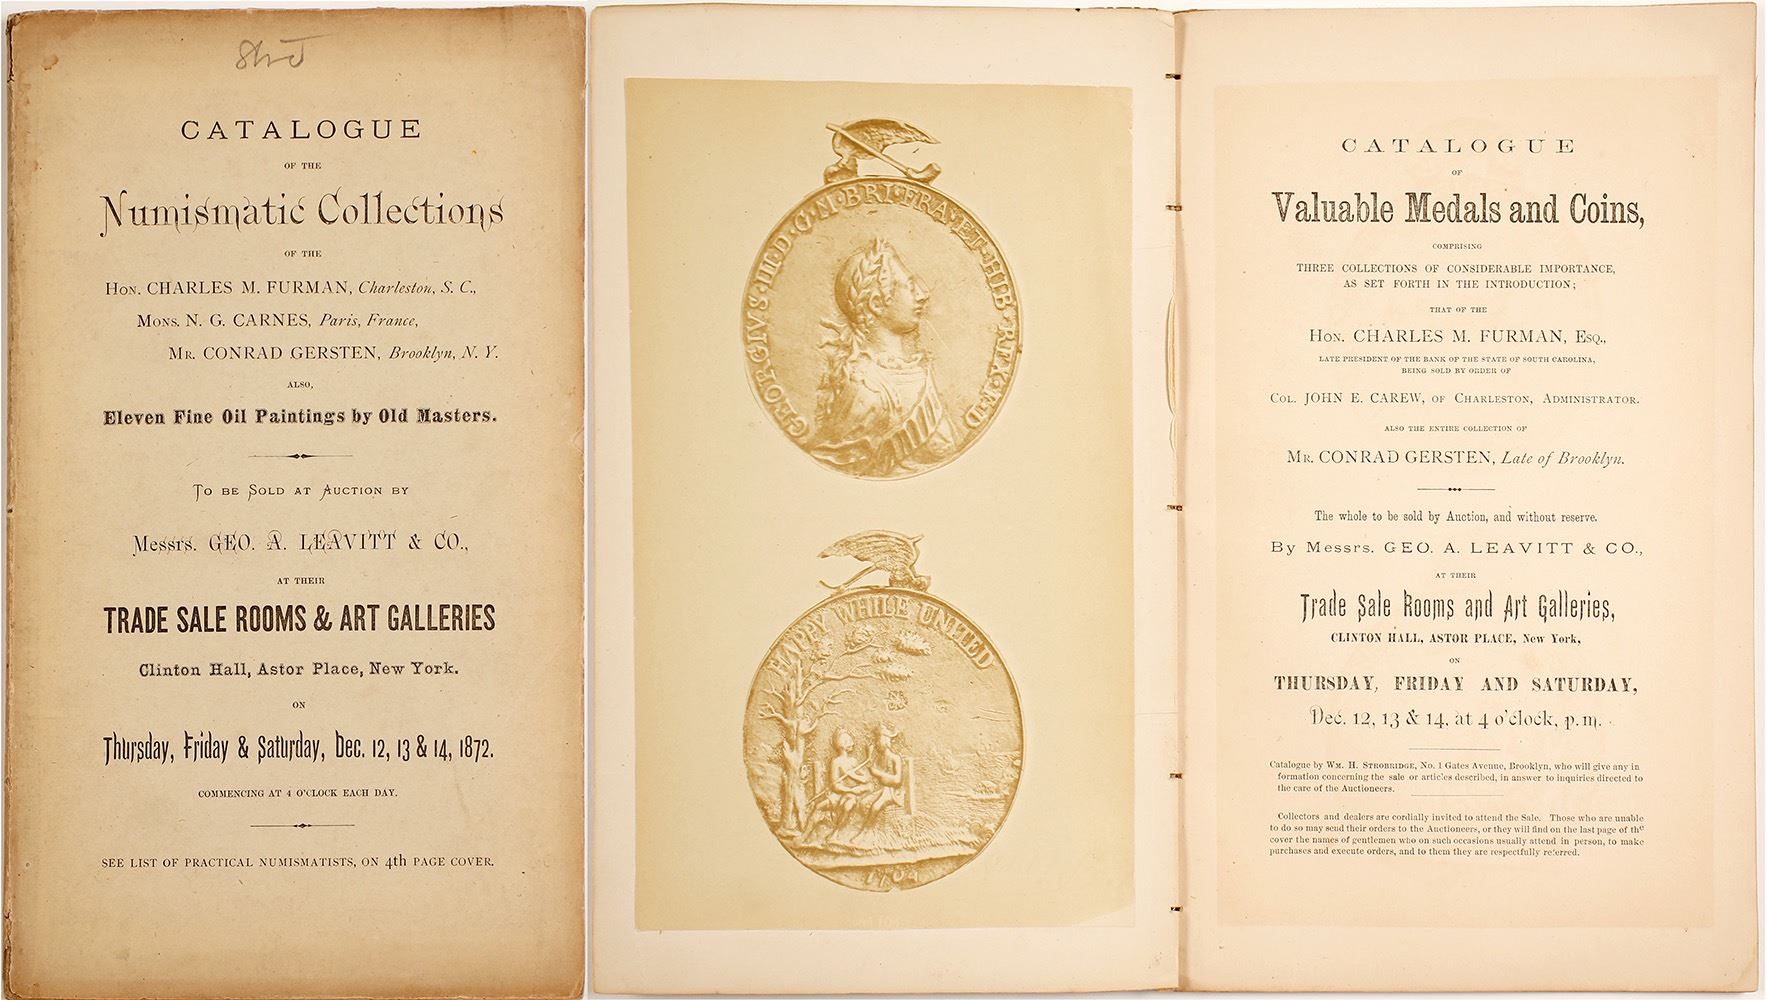 CATALOGUE
OF THE
Numismatic Collections
OF THE
HON. CHARLES M. FURMAN, Charleston, S. C.,
MONS. N. G. CARNES, Paris, France,
MR. CONRAD GERSTEN, Brooklyn, N. Y.
ALSO,
Eleven Fine Oil Paintings by Old Masters.
TO BE SOLD AT AUCTION BY
Messrs. GEO. A. LEAVITT & CO.,
AT THEIR
TRADE SALE ROOMS & ART GALLERIES
Clinton Hall, Astor Place, New York.
ON
Thursday, Friday & Saturday, Dec. 12, 13 & 14, 1872.
COMMENCING AT 4 O'CLOCK EACH DAY.
SEE LIST OF PRACTICAL NUMISMATISTS, ON 4th PAGE COVER.
GEORGIVS·III·D·G·M·BRI·FRA·ET·HIB·REX·F·D
HAPPY WHILE UNITED
1764
CATALOGUE
OF
Valuable Medals and Coins,
COMPRISING
THREE COLLECTIONS OF CONSIDERABLE IMPORTANCE,
AS SET FORTH IN THE INTRODUCTION;
THAT OF THE
HON. CHARLES M. FURMAN, ESQ.,
LATE PRESIDENT OF THE BANK OF THE STATE OF SOUTH CAROLINA,
BEING SOLD BY ORDER OF
COL. JOHN E. CAREW, OF CHARLESTON, ADMINISTRATOR.
ALSO THE ENTIRE COLLECTION OF
MR. CONRAD GERSTEN, Late of Brooklyn.
The whole to be sold by Auction, and without reserve.
By Messrs. GEO. A. LEAVITT & CO.,
AT THEIR
Trade Sale Rooms and Art Galleries,
CLINTON HALL, ASTOR PLACE, New York,
ON
THURSDAY, FRIDAY AND SATURDAY,
Dec. 12, 13 & 14, at 4 o'clock, p. m.
Catalogue by WM. H. STROBRIDGE, No. 1 Gates Avenue, Brooklyn, who will give any in
formation concerning the sale or articles described, in answer to inquiries directed to
the care of the Auctioneers.
Collectors and dealers are cordially invited to attend the Sale. Those who are unable
to do so may send their orders to the Auctioneers, or they will find on the last page of the
cover the names of gentlemen who on such occasions usually attend in person, to make
purchases and execute orders, and to them they are respectfully referred.